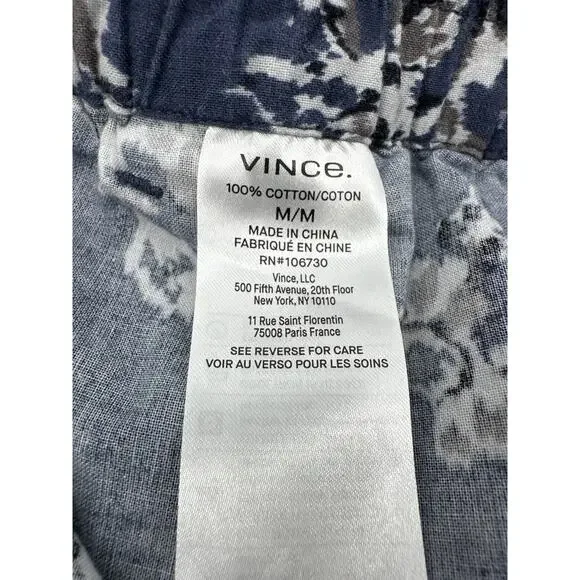 VINCE.
100% COTTON/COTON
M/M
MADE IN CHINA
FABRIQUÉ EN CHINE
RN#106730
Vince, LLC
500 Fifth Avenue, 20th Floor
New York, NY 10110
11 Rue Saint Florentin
75008 Paris France
SEE REVERSE FOR CARE
VOIR AU VERSO POUR LES SOINS